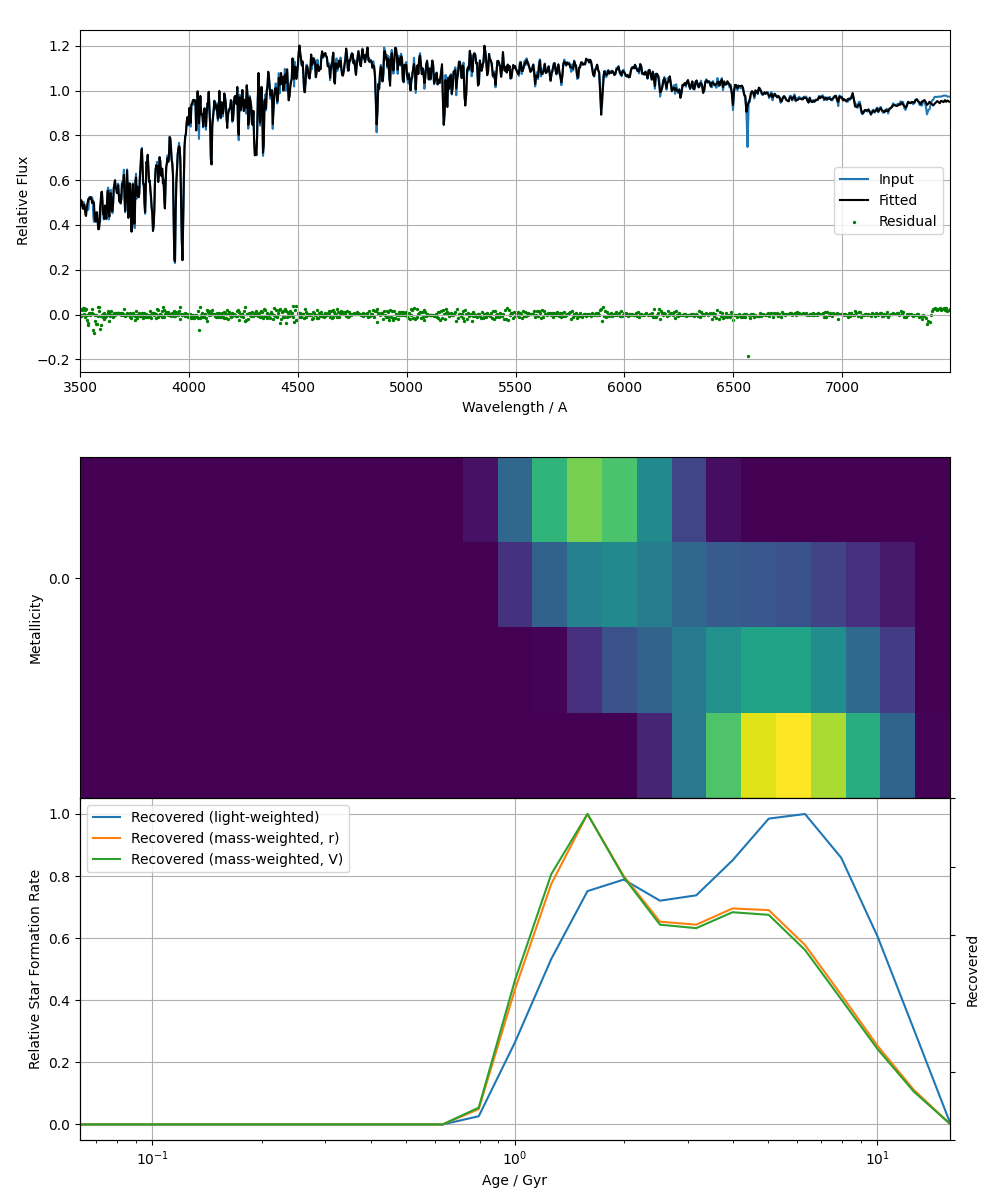 1.2
1.0
0.8
0.6
0.4
0.2
0.0
−0.2
Relative Flux
Input
Fitted
Residual
3500 4000 4500 5000 5500 6000 6500 7000
Wavelength / A
0.0
Metallicity
Recovered (light-weighted)
Recovered (mass-weighted, r)
Recovered (mass-weighted, V)
1.0
0.8
0.6
0.4
0.2
0.0
Relative Star Formation Rate
Recovered
10⁻¹ 10⁰ 10¹
Age / Gyr